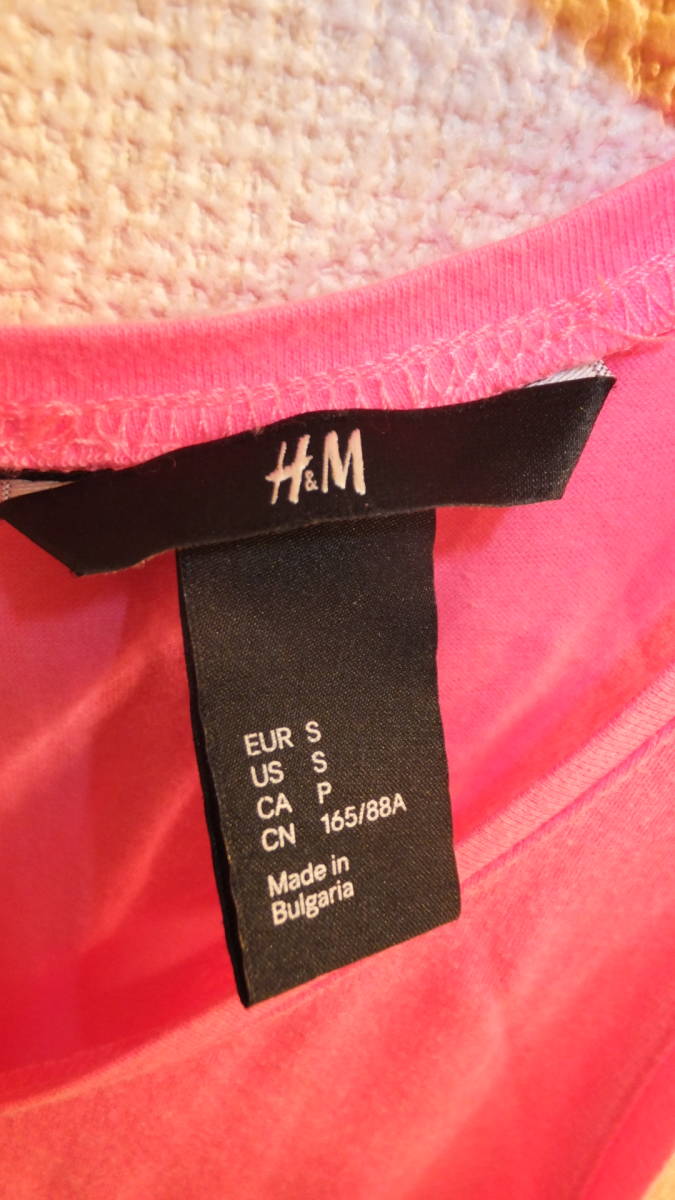 H&M
EUR S
US S
CA P
CN 165/88A
Made in
Bulgaria